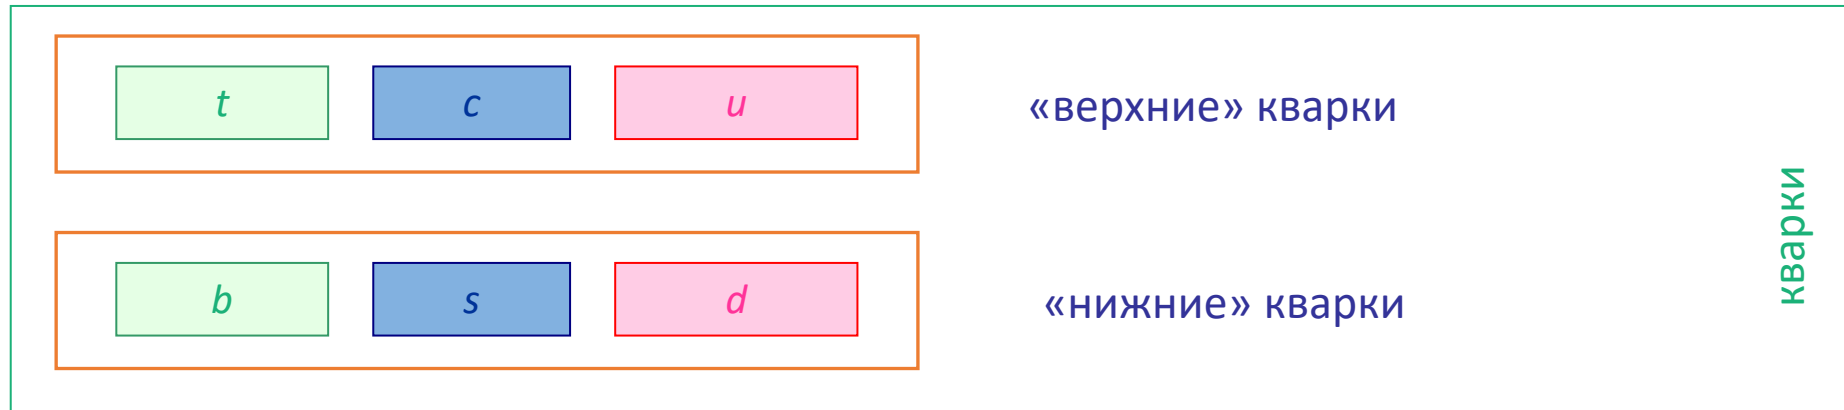 t c u «верхние» кварки
b s d «нижние» кварки
кварки